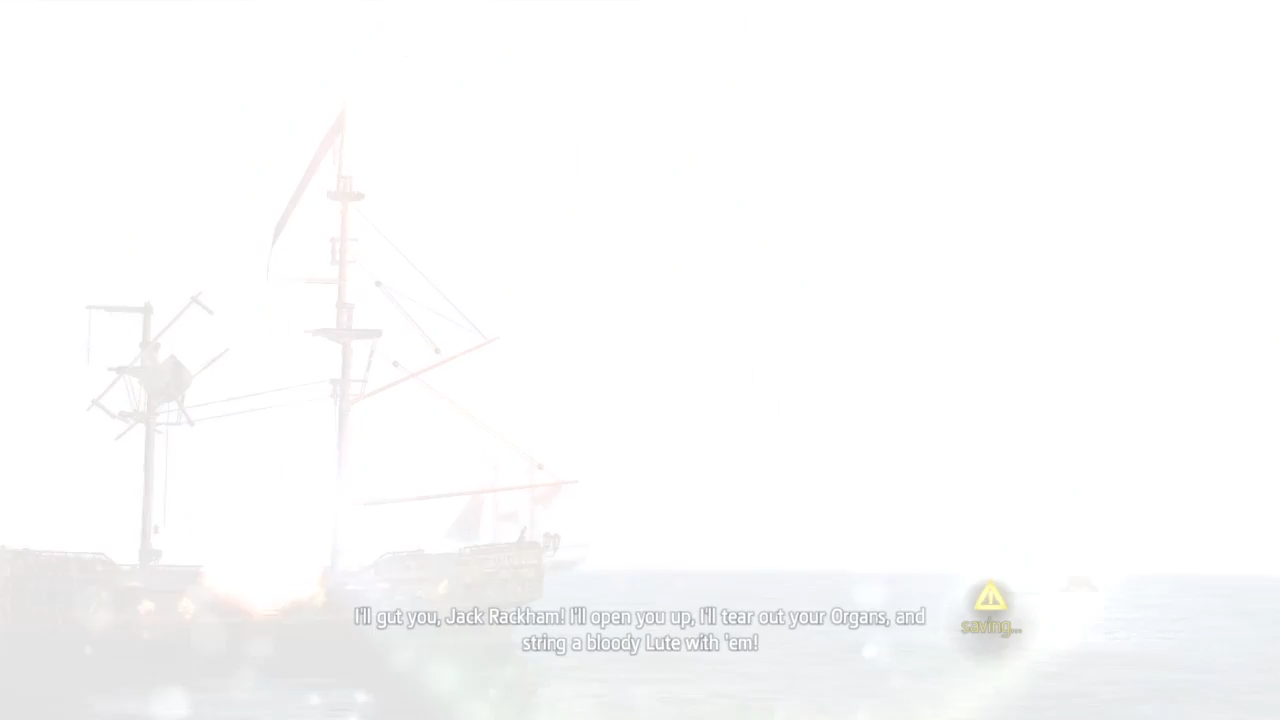 I'll gut you, Jack Rackham! I'll open you up, I'll tear out your Organs, and
string a bloody Lute with 'em!
saving...